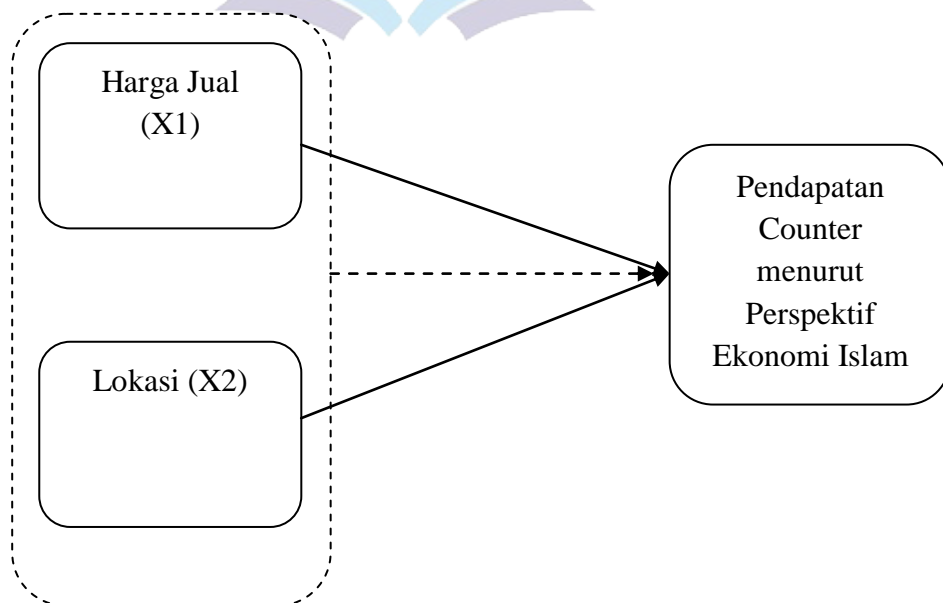 Harga Jual
(X1)
Lokasi (X2)
Pendapatan
Counter
menurut
Perspektif
Ekonomi Islam